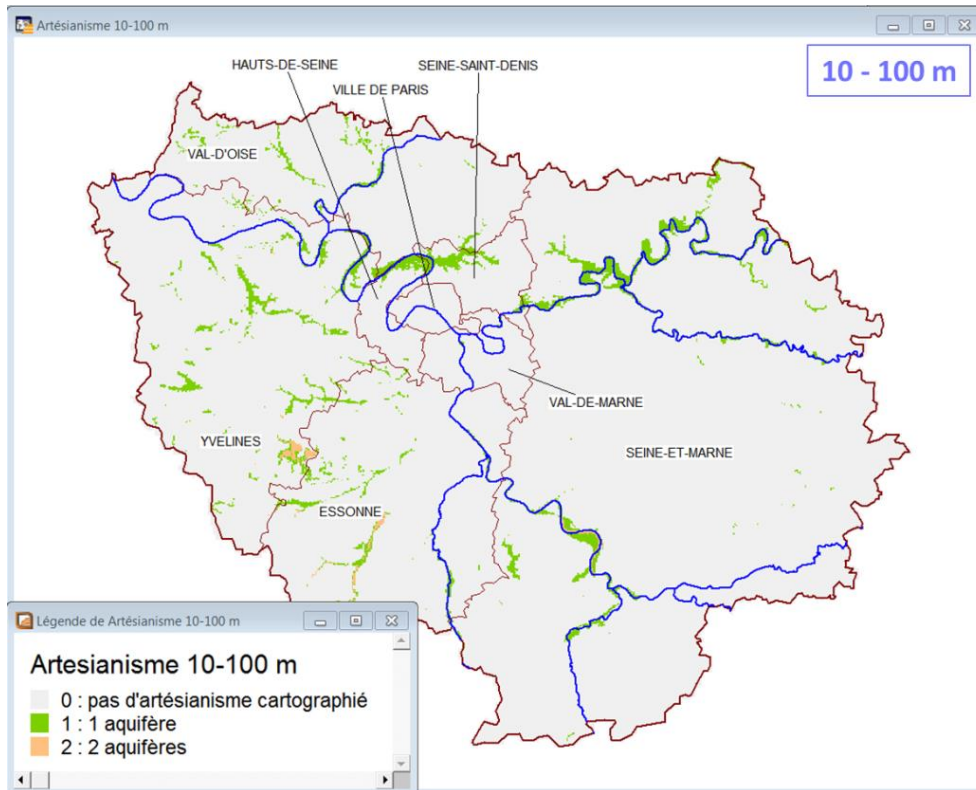 Artésianisme 10-100 m
10 - 100 m
HAUTS-DE-SEINE
SEINE-SAINT-DENIS
VILLE DE PARIS
VAL-D'OISE
VAL-DE-MARNE
YVELINES
SEINE-ET-MARNE
ESSONNE
Légende de Artésianisme 10-100 m
Artesianisme 10-100 m
0 : pas d'artésianisme cartographié
1 : 1 aquifère
2 : 2 aquifères